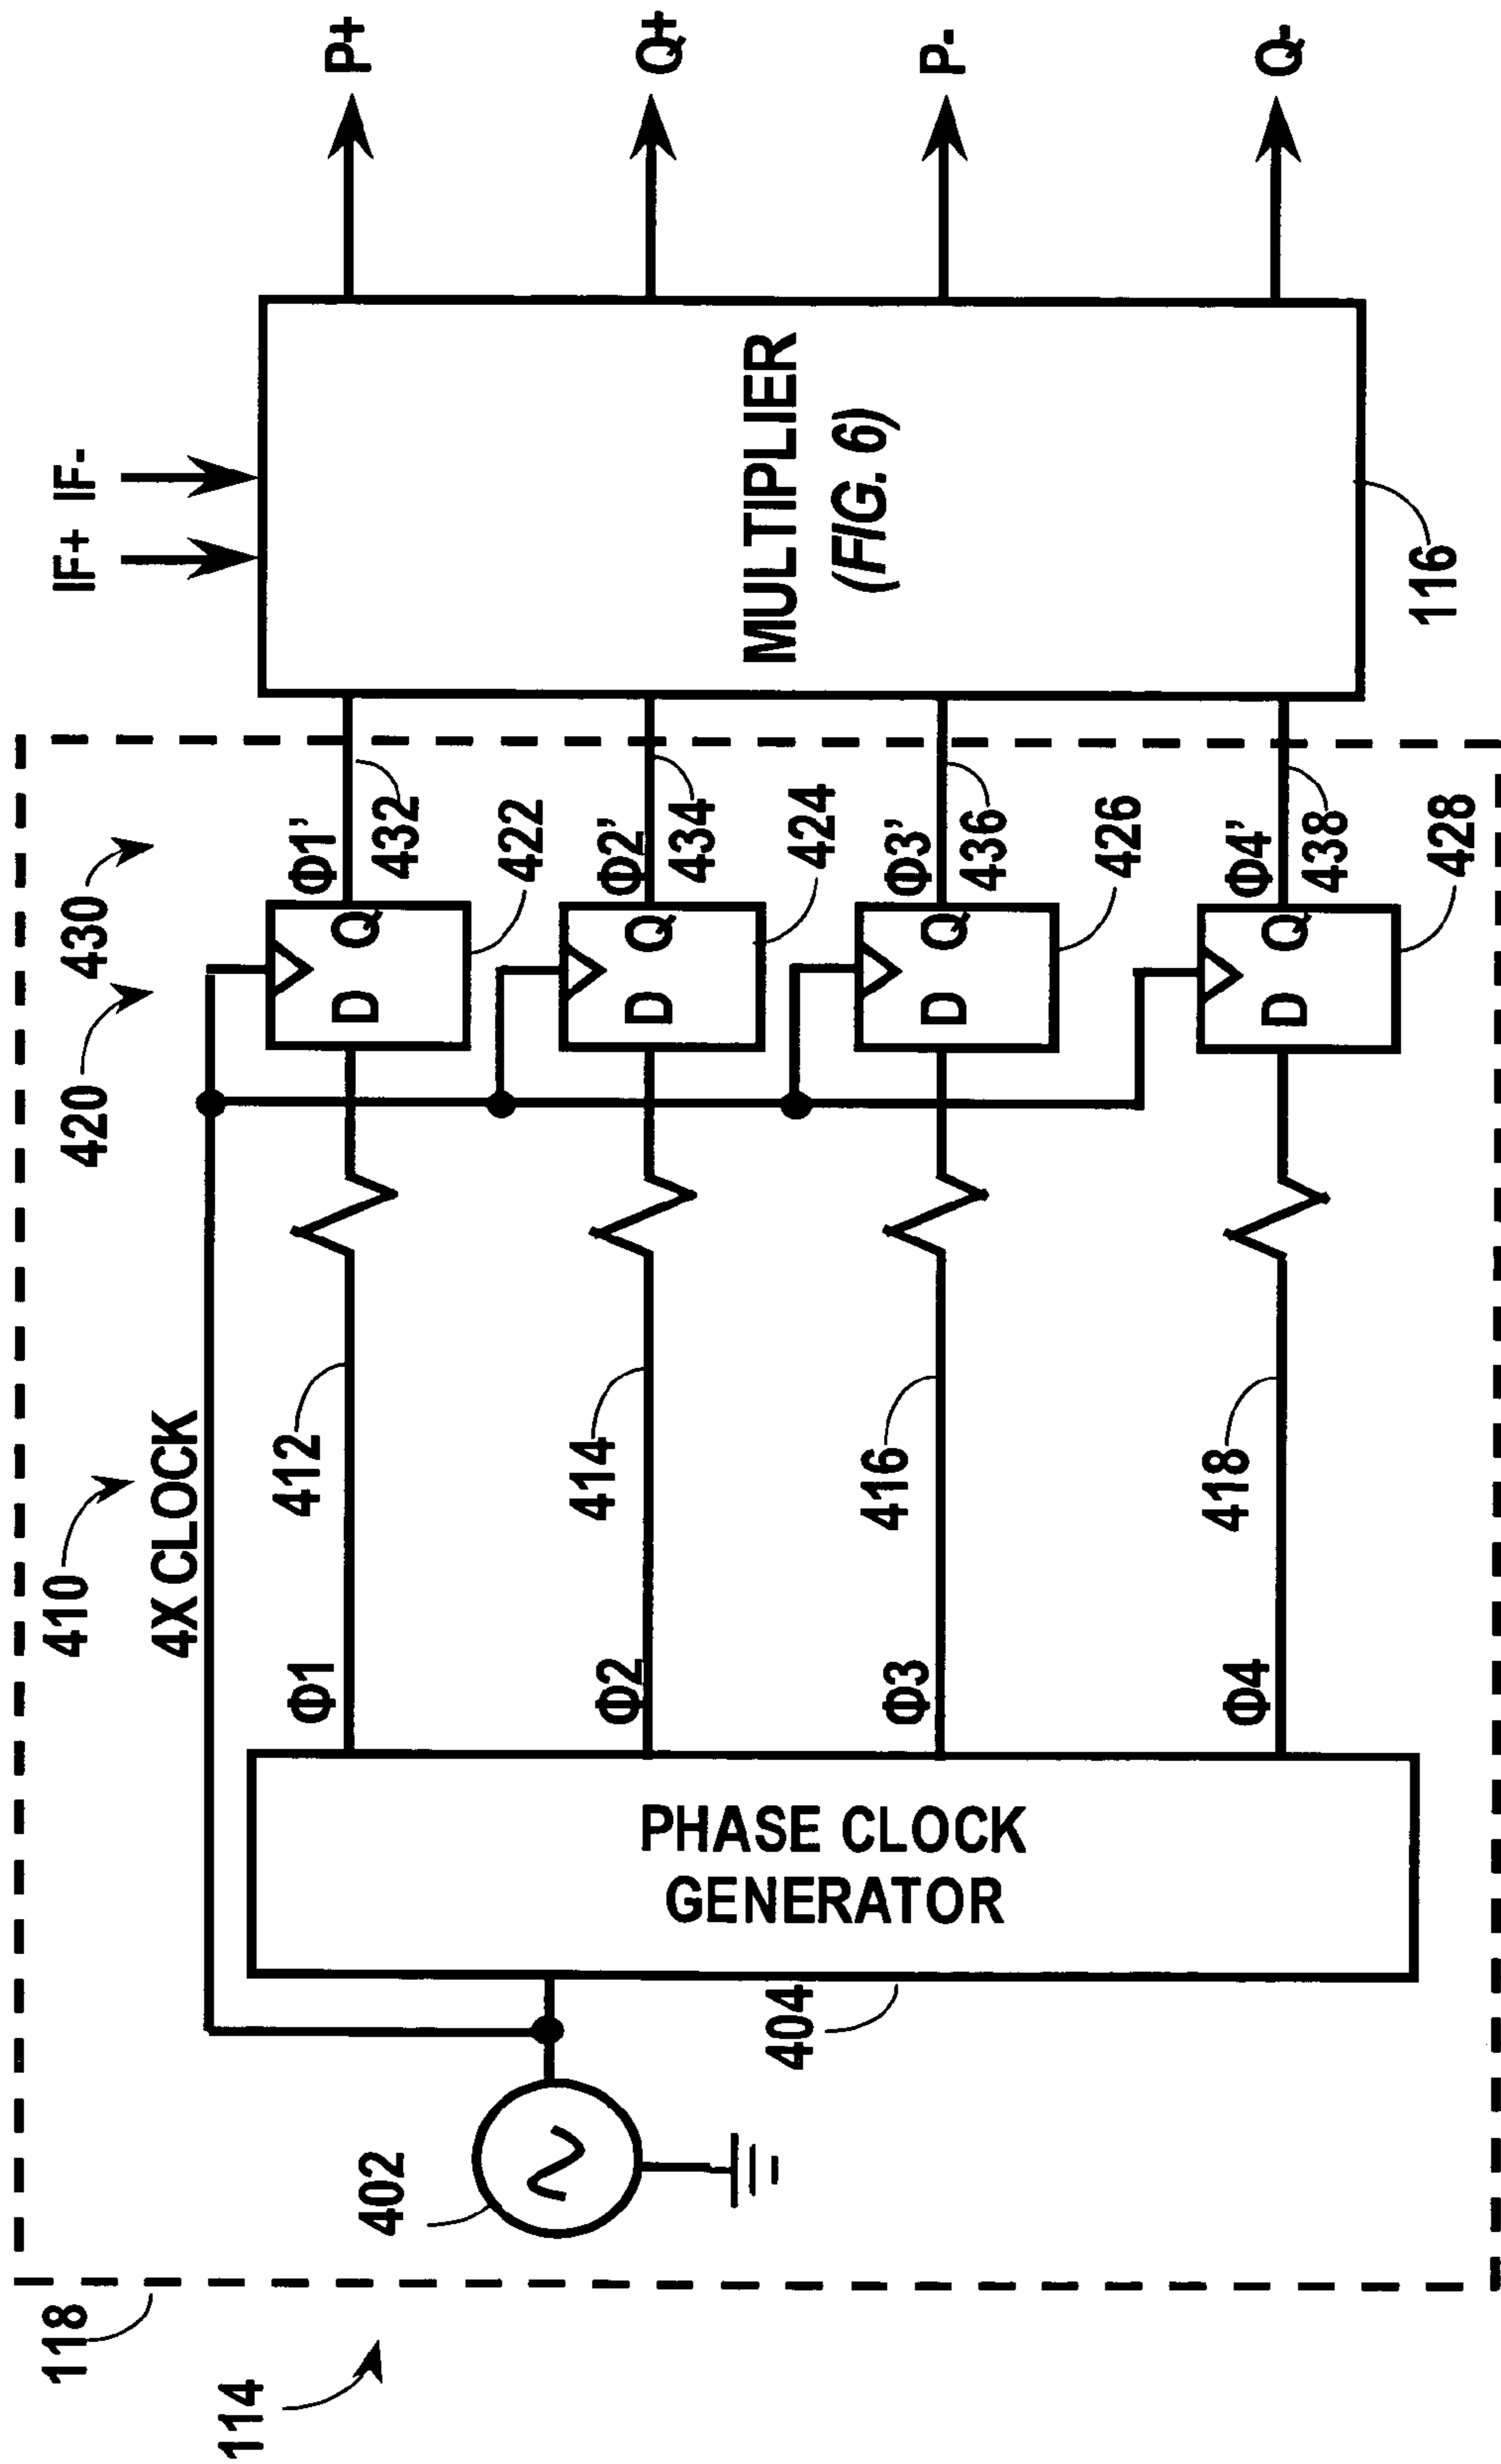 118
114
410
420
430
4X CLOCK
IF+ IF-
402
404
PHASE CLOCK
GENERATOR
Φ1
412
D Q
Φ1'
432
422
P+
Φ2
414
D Q
Φ2'
434
424
Q+
Φ3
416
D Q
Φ3'
436
426
P-
Φ4
418
D Q
Φ4'
438
428
Q-
MULTIPLIER
(FIG. 6)
116